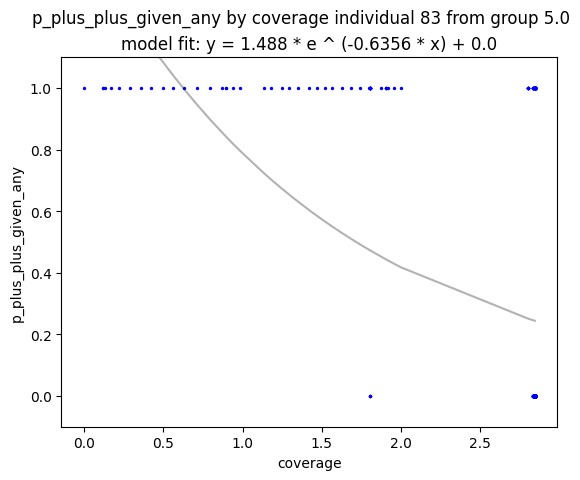 p_plus_plus_given_any by coverage individual 83 from group 5.0
model fit: y = 1.488 * e ^ (-0.6356 * x) + 0.0
1.0
0.8
0.6
0.4
0.2
0.0
p_plus_plus_given_any
0.0 0.5 1.0 1.5 2.0 2.5
coverage